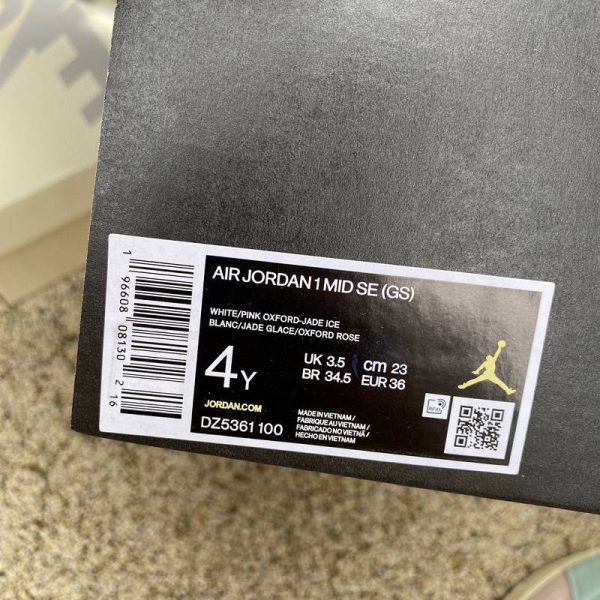 AIR JORDAN 1 MID SE (GS)
WHITE/PINK OXFORD-JADE ICE
BLANC/JADE GLACE/OXFORD ROSE
4Y
UK 3.5 cm 23
BR 34.5 EUR 36
JORDAN.COM
DZ5361 100
MADE IN VIETNAM /
FABRIQUE AU VIETNAM /
FABRICADO NO VIETNÃ /
HECHO EN VIETNAM
RFID
1 96608 08130 2 16